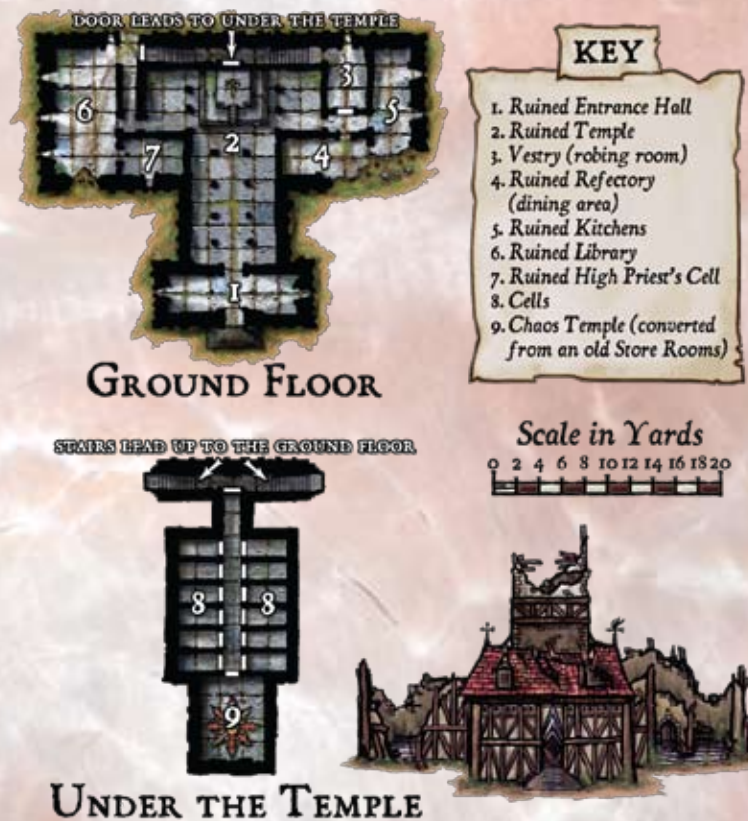 DOOR LEADS TO UNDER THE TEMPLE
3
6
5
2
7
4
1
GROUND FLOOR
KEY
1. Ruined Entrance Hall
2. Ruined Temple
3. Vestry (robing room)
4. Ruined Refectory
(dining area)
5. Ruined Kitchens
6. Ruined Library
7. Ruined High Priest's Cell
8. Cells
9. Chaos Temple (converted
from an old Store Rooms)
Scale in Yards
0 2 4 6 8 10 12 14 16 18 20
STAIRS LEAD UP TO THE GROUND FLOOR
8 8
9
UNDER THE TEMPLE